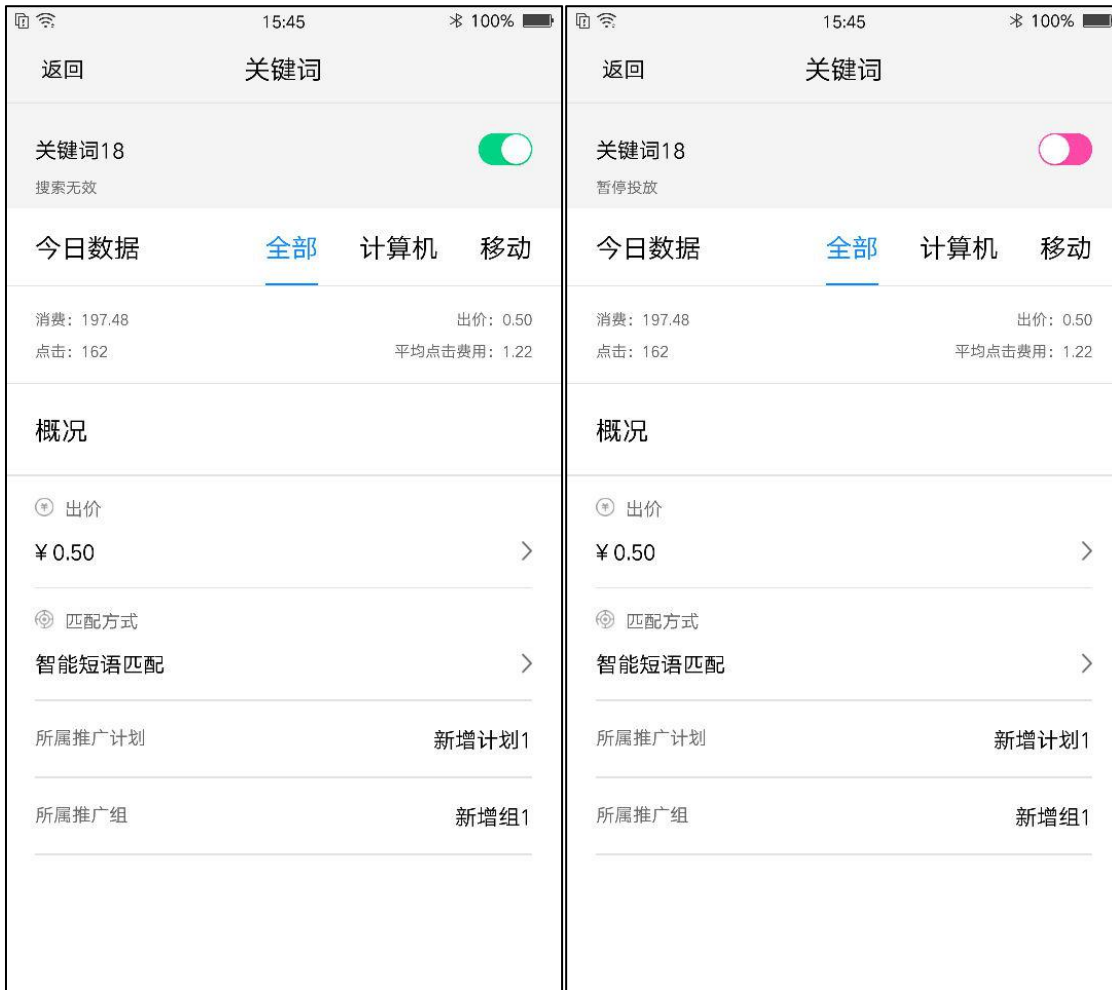 15:45
100%
返回
关键词
关键词18
搜索无效
今日数据 全部 计算机 移动
消费：197.48 出价：0.50
点击：162 平均点击费用：1.22
概况
出价
¥0.50
匹配方式
智能短语匹配
所属推广计划 新增计划1
所属推广组 新增组1
15:45
100%
返回
关键词
关键词18
暂停投放
今日数据 全部 计算机 移动
消费：197.48 出价：0.50
点击：162 平均点击费用：1.22
概况
出价
¥0.50
匹配方式
智能短语匹配
所属推广计划 新增计划1
所属推广组 新增组1